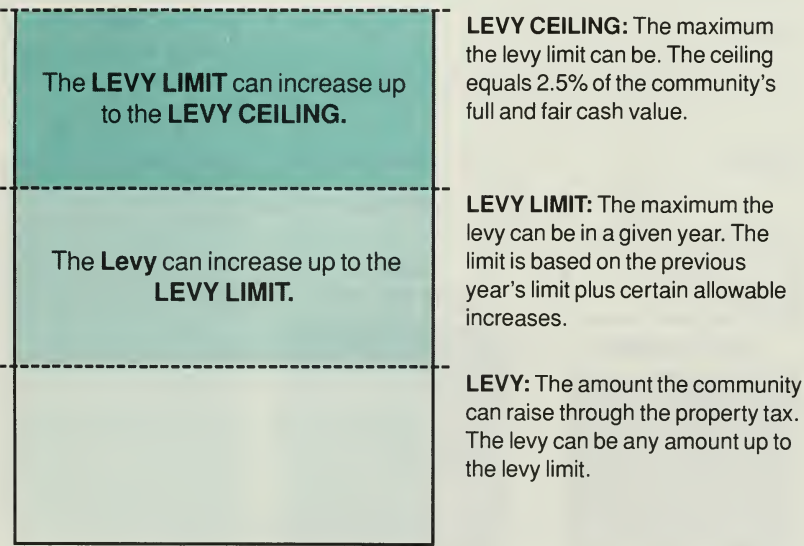 The LEVY LIMIT can increase up
to the LEVY CEILING.
LEVY CEILING: The maximum
the levy limit can be. The ceiling
equals 2.5% of the community's
full and fair cash value.
The Levy can increase up to the
LEVY LIMIT.
LEVY LIMIT: The maximum the
levy can be in a given year. The
limit is based on the previous
year's limit plus certain allowable
increases.
LEVY: The amount the community
can raise through the property tax.
The levy can be any amount up to
the levy limit.